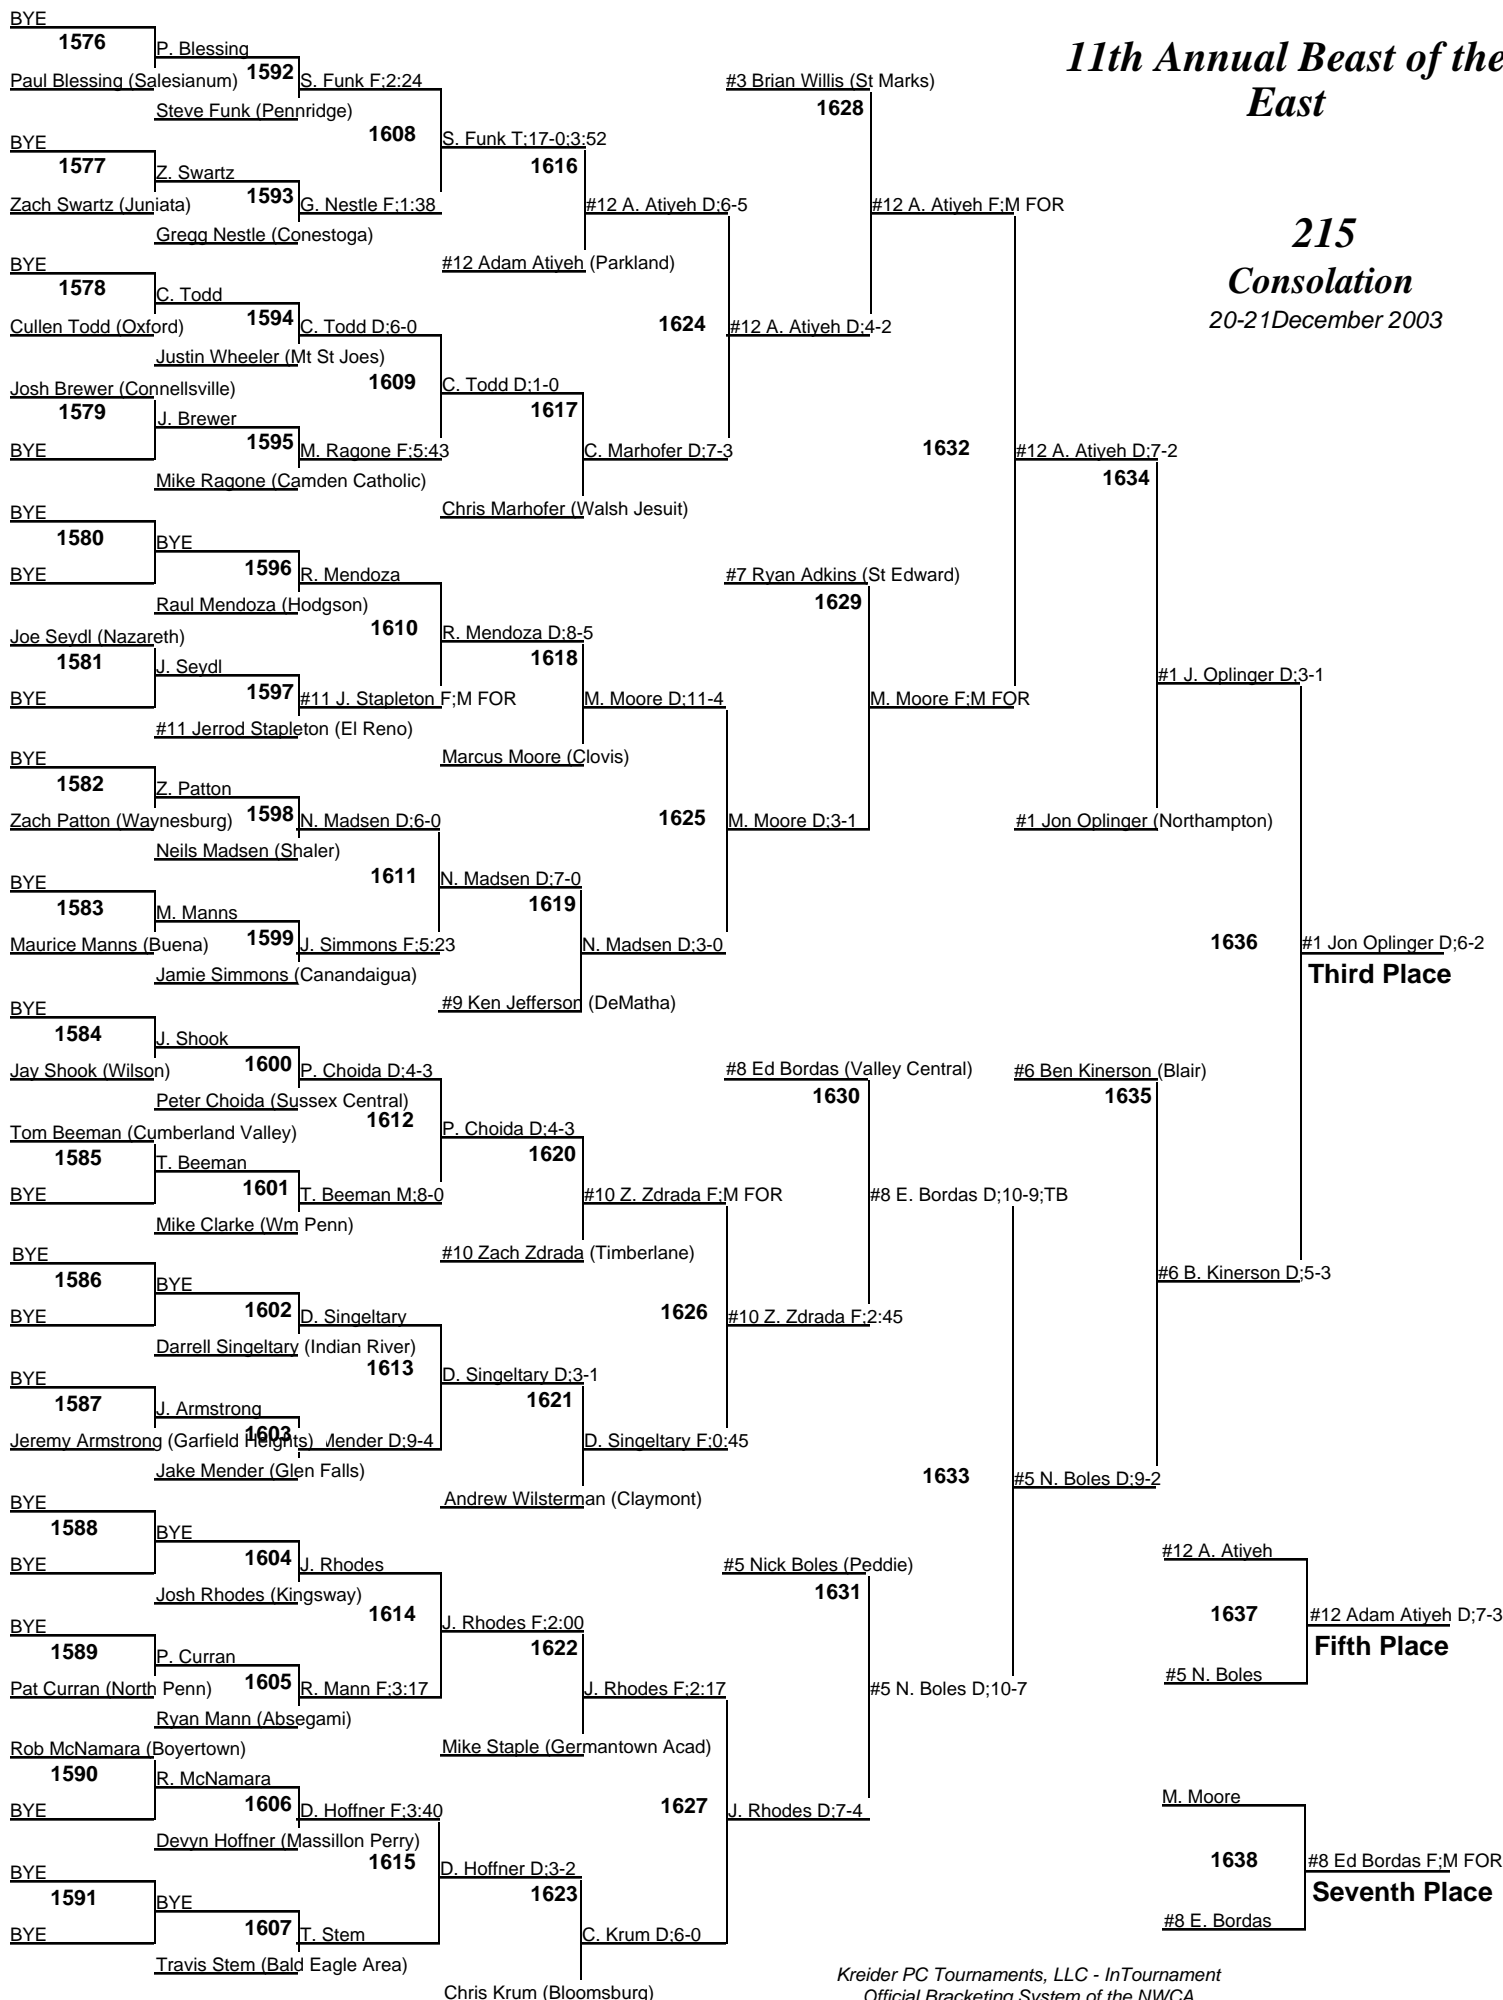 11th Annual Beast of the
East
215
Consolation
20-21December 2003
BYE
1576
Paul Blessing (Salesianum)
BYE
1577
Zach Swartz (Juniata)
BYE
1578
Cullen Todd (Oxford)
Josh Brewer (Connellsville)
1579
BYE
BYE
1580
BYE
Joe Seydl (Nazareth)
1581
BYE
BYE
1582
Zach Patton (Waynesburg)
BYE
1583
Maurice Manns (Buena)
BYE
1584
Jay Shook (Wilson)
Tom Beeman (Cumberland Valley)
1585
BYE
BYE
1586
BYE
BYE
1587
Jeremy Armstrong (Garfield Heights)
BYE
1588
BYE
BYE
1589
Pat Curran (North Penn)
Rob McNamara (Boyertown)
1590
BYE
BYE
1591
BYE
P. Blessing
1592
Steve Funk (Pennridge)
Z. Swartz
1593
Gregg Nestle (Conestoga)
C. Todd
1594
Justin Wheeler (Mt St Joes)
J. Brewer
1595
Mike Ragone (Camden Catholic)
BYE
1596
Raul Mendoza (Hodgson)
J. Seydl
1597
#11 Jerrod Stapleton (El Reno)
Z. Patton
1598
Neils Madsen (Shaler)
M. Manns
1599
Jamie Simmons (Canandaigua)
J. Shook
1600
Peter Choida (Sussex Central)
T. Beeman
1601
Mike Clarke (Wm Penn)
BYE
1602
Darrell Singeltary (Indian River)
J. Armstrong
1603
Jake Mender (Glen Falls)
BYE
1604
Josh Rhodes (Kingsway)
P. Curran
1605
Ryan Mann (Absegami)
R. McNamara
1606
Devyn Hoffner (Massillon Perry)
BYE
1607
Travis Stem (Bald Eagle Area)
S. Funk F;2:24
1608
G. Nestle F;1:38
C. Todd D;6-0
1609
M. Ragone F;5:43
R. Mendoza
1610
#11 J. Stapleton F;M FOR
N. Madsen D;6-0
1611
J. Simmons F;5:23
P. Choida D;4-3
1612
T. Beeman M;8-0
D. Singeltary
1613
Mender D;9-4
J. Rhodes
1614
R. Mann F;3:17
D. Hoffner F;3:40
1615
T. Stem
S. Funk T;17-0;3:52
1616
#12 Adam Atiyeh (Parkland)
C. Todd D;1-0
1617
Chris Marhofer (Walsh Jesuit)
R. Mendoza D;8-5
1618
Marcus Moore (Clovis)
N. Madsen D;7-0
1619
#9 Ken Jefferson (DeMatha)
P. Choida D;4-3
1620
#10 Zach Zdrada (Timberlane)
D. Singeltary D;3-1
1621
Andrew Wilsterman (Claymont)
J. Rhodes F;2:00
1622
Mike Staple (Germantown Acad)
D. Hoffner D;3-2
1623
Chris Krum (Bloomsburg)
#12 A. Atiyeh D;6-5
1624
C. Marhofer D;7-3
M. Moore D;11-4
1625
N. Madsen D;3-0
#10 Z. Zdrada F;M FOR
1626
D. Singeltary F;0:45
J. Rhodes F;2:17
1627
C. Krum D;6-0
#3 Brian Willis (St Marks)
1628
#12 A. Atiyeh D;4-2
#7 Ryan Adkins (St Edward)
1629
M. Moore D;3-1
#8 Ed Bordas (Valley Central)
1630
#10 Z. Zdrada F;2:45
#5 Nick Boles (Peddie)
1631
J. Rhodes D;7-4
#12 A. Atiyeh F;M FOR
1632
M. Moore F;M FOR
#8 E. Bordas D;10-9;TB
1633
#5 N. Boles D;10-7
#12 A. Atiyeh D;7-2
1634
#1 Jon Oplinger (Northampton)
#6 Ben Kinerson (Blair)
1635
#5 N. Boles D;9-2
#1 J. Oplinger D;3-1
1636
#6 B. Kinerson D;5-3
#1 Jon Oplinger D;6-2
Third Place
#12 A. Atiyeh
1637
#5 N. Boles
#12 Adam Atiyeh D;7-3
Fifth Place
M. Moore
1638
#8 E. Bordas
#8 Ed Bordas F;M FOR
Seventh Place
Kreider PC Tournaments, LLC - InTournament
Official Bracketing System of the NWCA